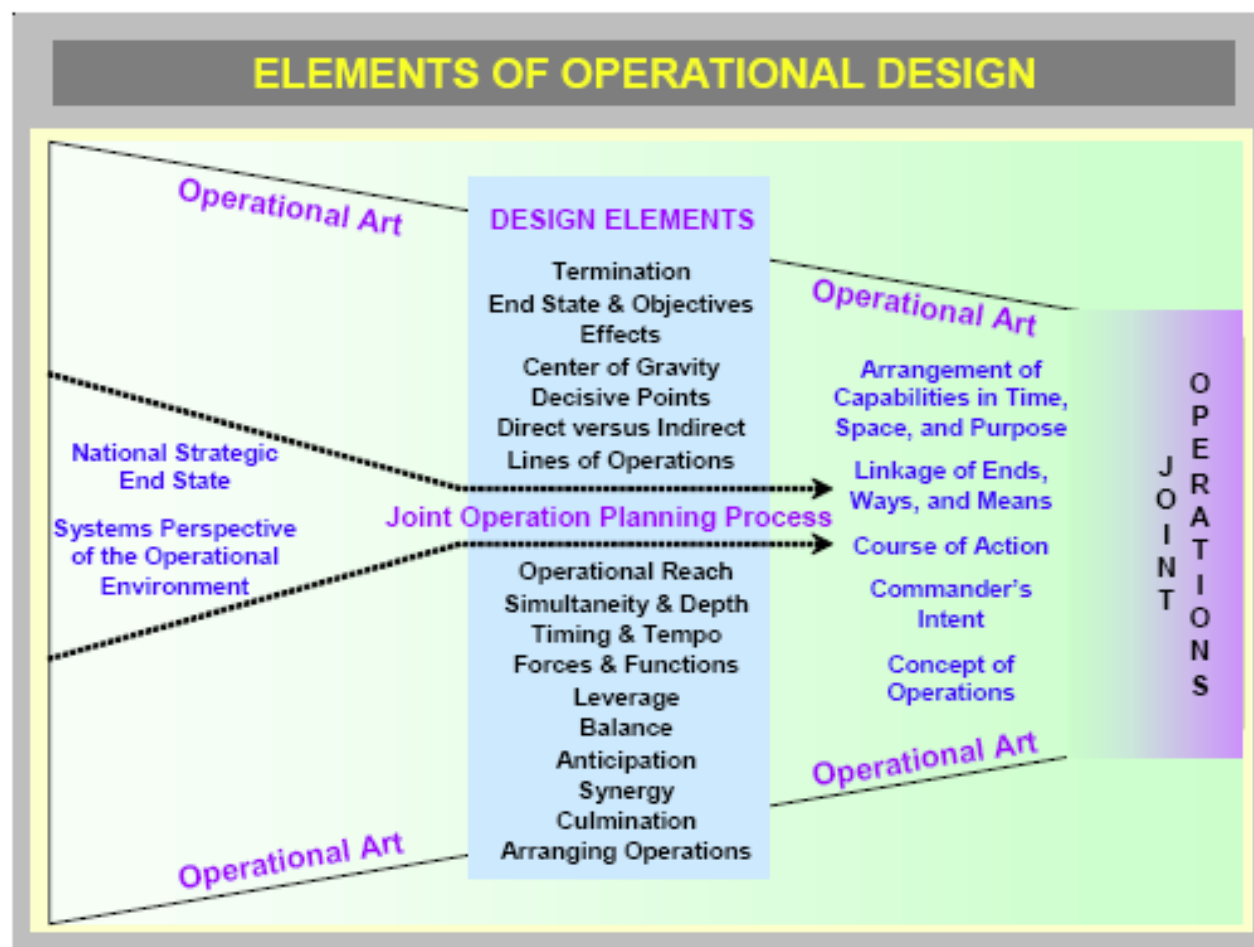 ELEMENTS OF OPERATIONAL DESIGN
Operational Art
National Strategic
End State
Systems Perspective
of the Operational
Environment
Operational Art
DESIGN ELEMENTS
Termination
End State & Objectives
Effects
Center of Gravity
Decisive Points
Direct versus Indirect
Lines of Operations
Joint Operation Planning Process
Operational Reach
Simultaneity & Depth
Timing & Tempo
Forces & Functions
Leverage
Balance
Anticipation
Synergy
Culmination
Arranging Operations
Operational Art
Arrangement of
Capabilities in Time,
Space, and Purpose
Linkage of Ends,
Ways, and Means
Course of Action
Commander's
Intent
Concept of
Operations
Operational Art
JOINT
OPERATIONS